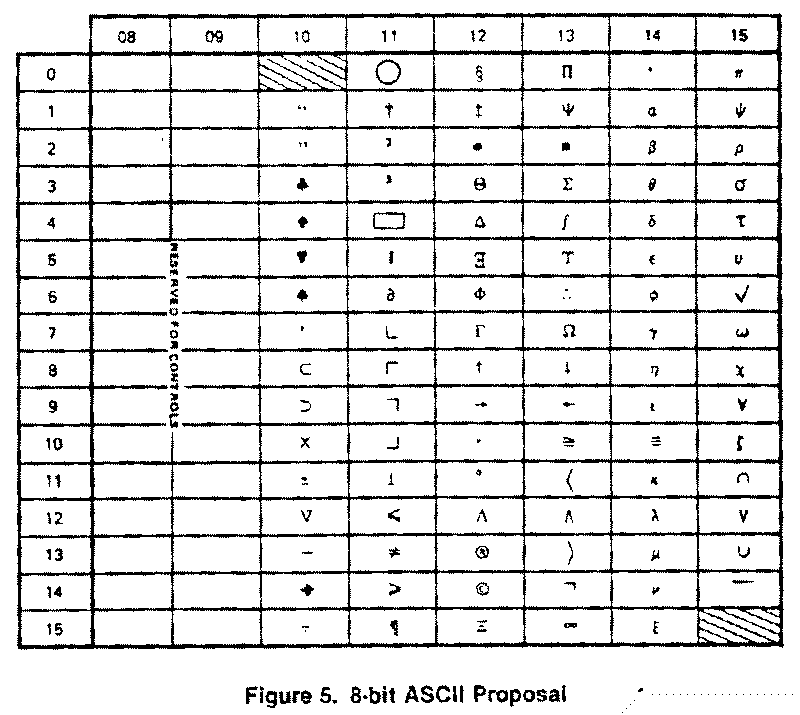 08 09 10 11 12 13 14 15
0 § Π π
1 † ‡ Ψ α ψ
2 ● ■ β ρ
3 ♣ ³ Θ Σ θ σ
4 Δ ∫ δ τ
5 ♥ Ξ Υ ϵ υ
6 ♠ ∂ Φ ∴ ϕ √
7 ' Γ Ω γ ω
8 ⊂ ↑ ↓ η χ
9 ⊃ → ← ι ∀
10 × · ≅ ≡
11 ± ⊥ ° ⟨ κ ∩
12 < ∧ λ ∨
13 − ≠ ® ⟩ μ ∪
14 > © ¬ ν ‾
15 ÷ ¶ Ξ ∞ ξ
RESERVED FOR CONTROLS
Figure 5. 8-bit ASCII Proposal